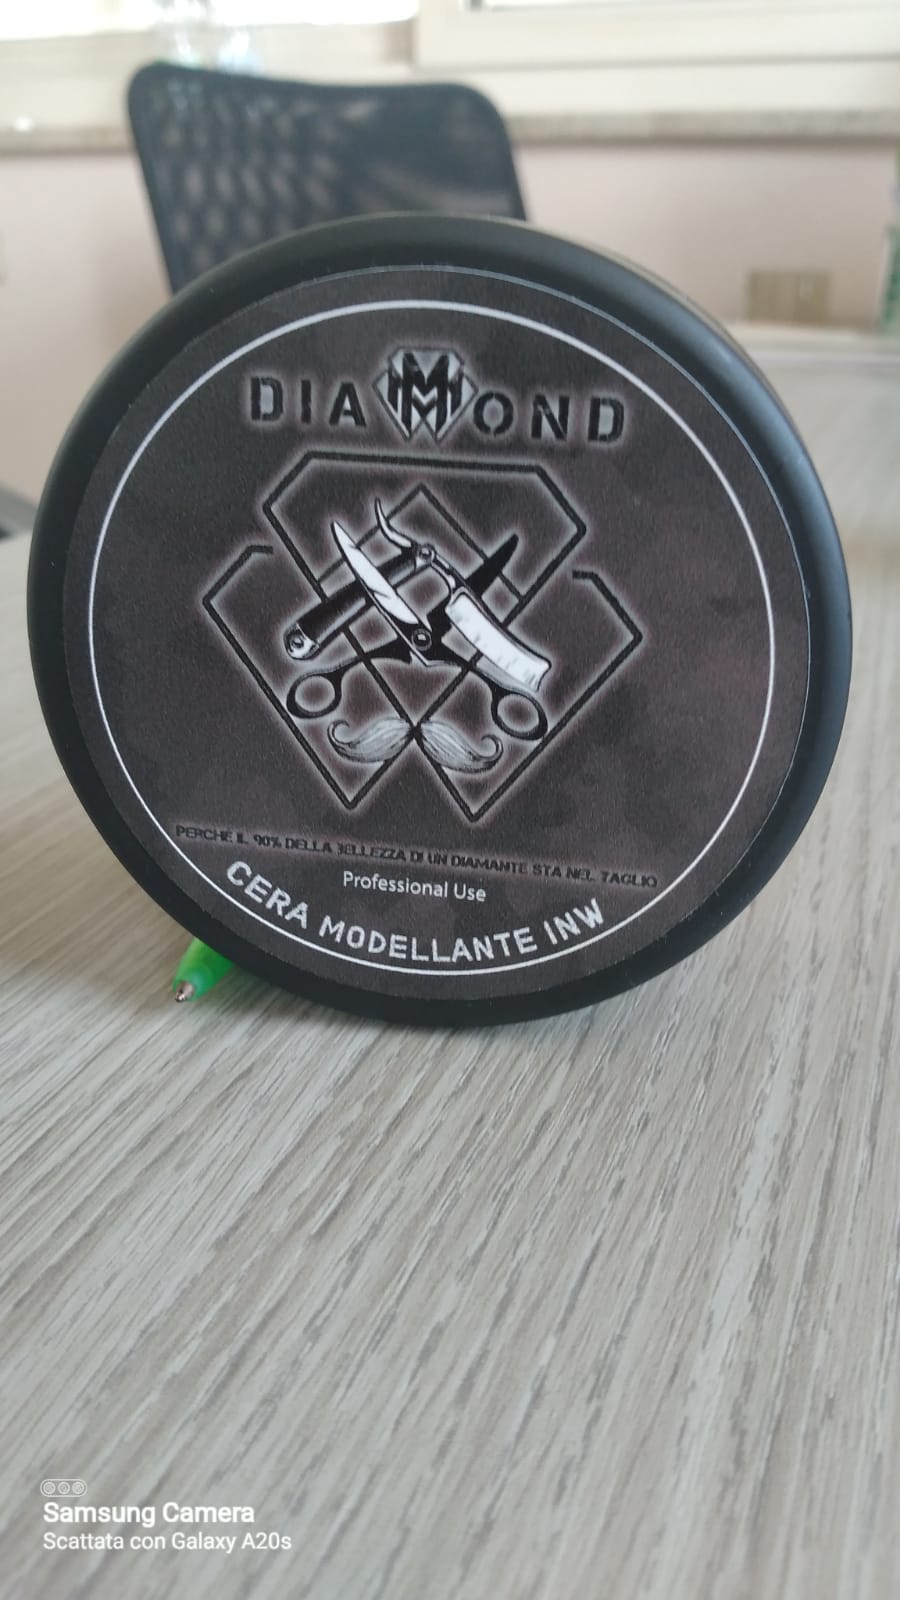 DIAMOND
PERCHÈ IL 90% DELLA BELLEZZA DI UN DIAMANTE STA NEL TAGLIO
Professional Use
CERA MODELLANTE INW
Samsung Camera
Scattata con Galaxy A20s